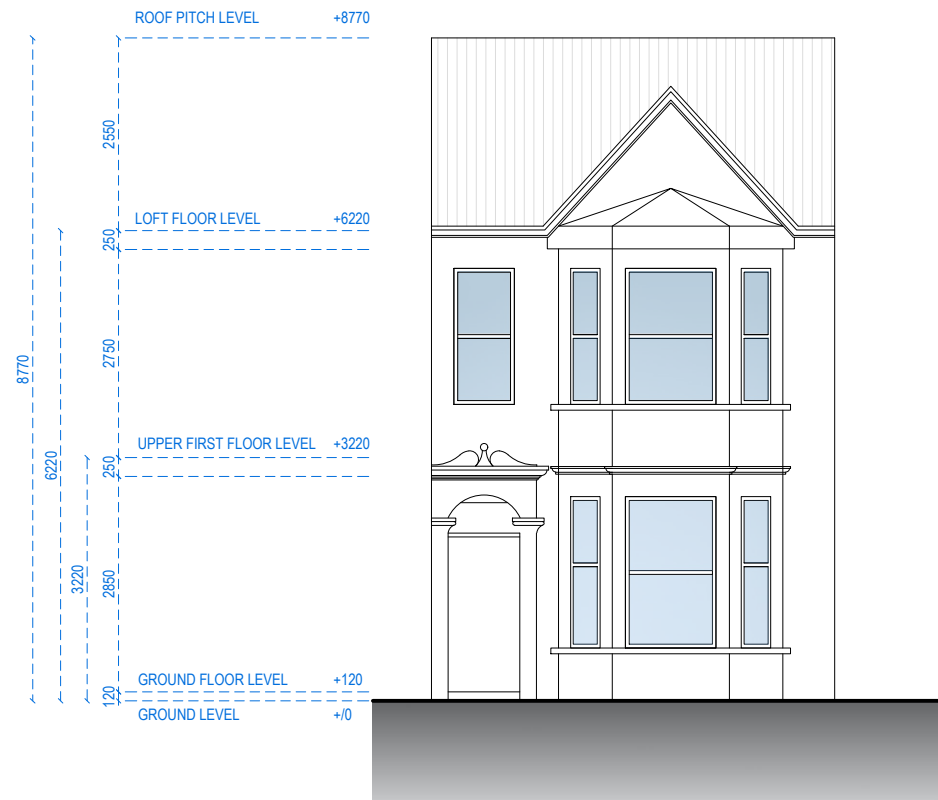 ROOF PITCH LEVEL +8770
2550
LOFT FLOOR LEVEL +6220
250
2750
8770
UPPER FIRST FLOOR LEVEL +3220
250
6220
3220
2850
GROUND FLOOR LEVEL +120
120
GROUND LEVEL +/0